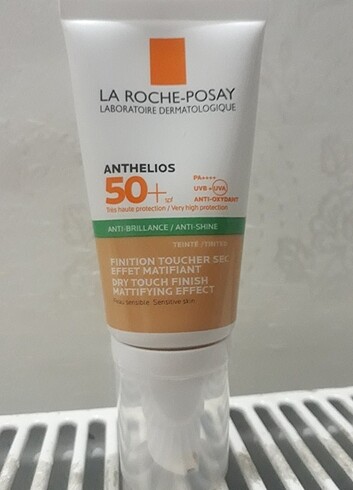 LA ROCHE-POSAY
LABORATOIRE DERMATOLOGIQUE
ANTHELIOS
50+ spf
PA++++
UVB + UVA
ANTI-OXYDANT
Très haute protection / Very high protection
ANTI-BRILLANCE / ANTI-SHINE
TEINTÉ / TINTED
FINITION TOUCHER SEC
EFFET MATIFIANT
DRY TOUCH FINISH
MATTIFYING EFFECT
Peau sensible Sensitive skin